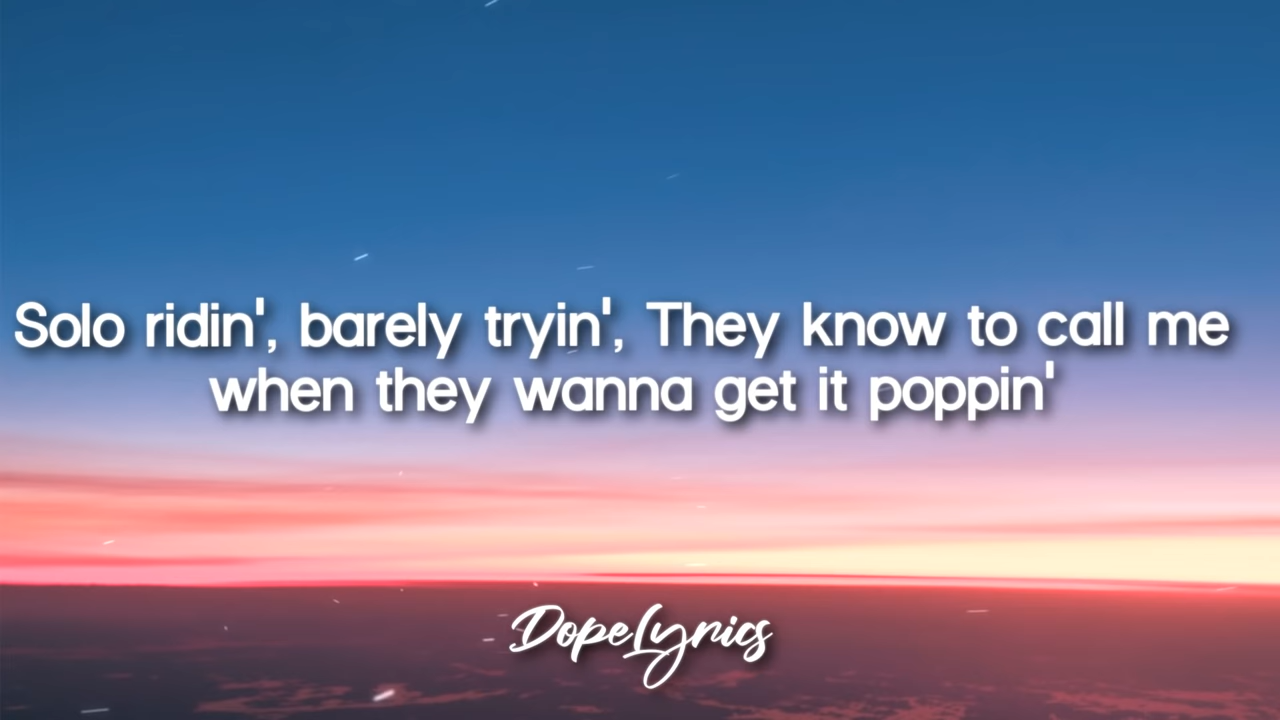 Solo ridin', barely tryin', They know to call me
when they wanna get it poppin'
DopeLyrics